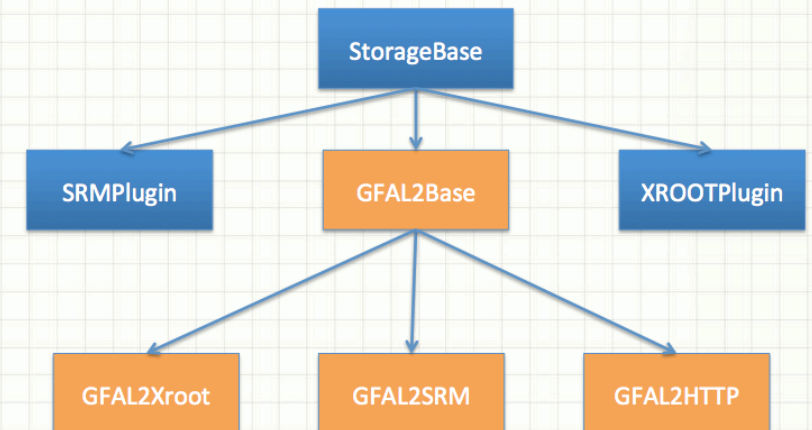 StorageBase
SRMPlugin
GFAL2Base
XROOTPlugin
GFAL2Xroot
GFAL2SRM
GFAL2HTTP